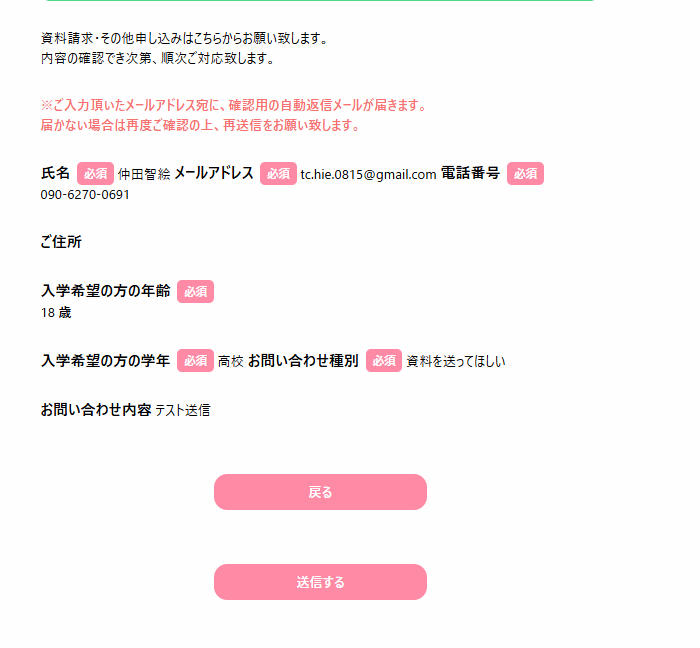 資料請求・その他申し込みはこちらからお願い致します。
内容の確認でき次第、順次ご対応致します。
※ご入力頂いたメールアドレス宛に、確認用の自動返信メールが届きます。
届かない場合は再度ご確認の上、再送信をお願い致します。
氏名 必須 仲田智絵 メールアドレス 必須 tc.hie.0815@gmail.com 電話番号 必須
090-6270-0691
ご住所
入学希望の方の年齢 必須
18 歳
入学希望の方の学年 必須 高校 お問い合わせ種別 必須 資料を送ってほしい
お問い合わせ内容 テスト送信
戻る
送信する